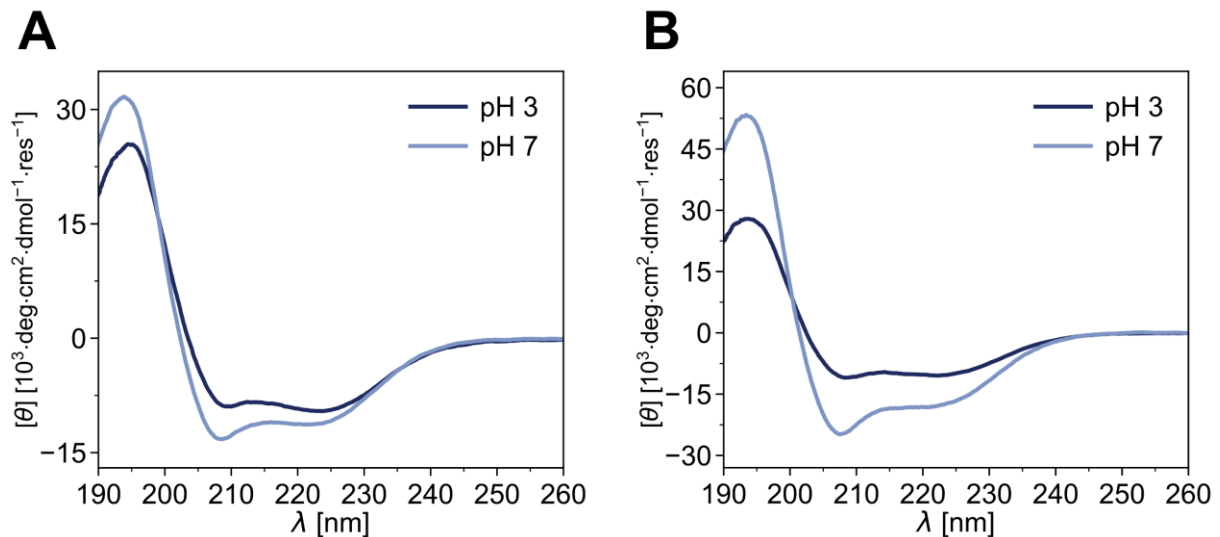 A
[θ] [10³·deg·cm²·dmol⁻¹·res⁻¹]
30
15
0
−15
pH 3
pH 7
190 200 210 220 230 240 250 260
λ [nm]
B
[θ] [10³·deg·cm²·dmol⁻¹·res⁻¹]
60
45
30
15
0
−15
−30
pH 3
pH 7
190 200 210 220 230 240 250 260
λ [nm]